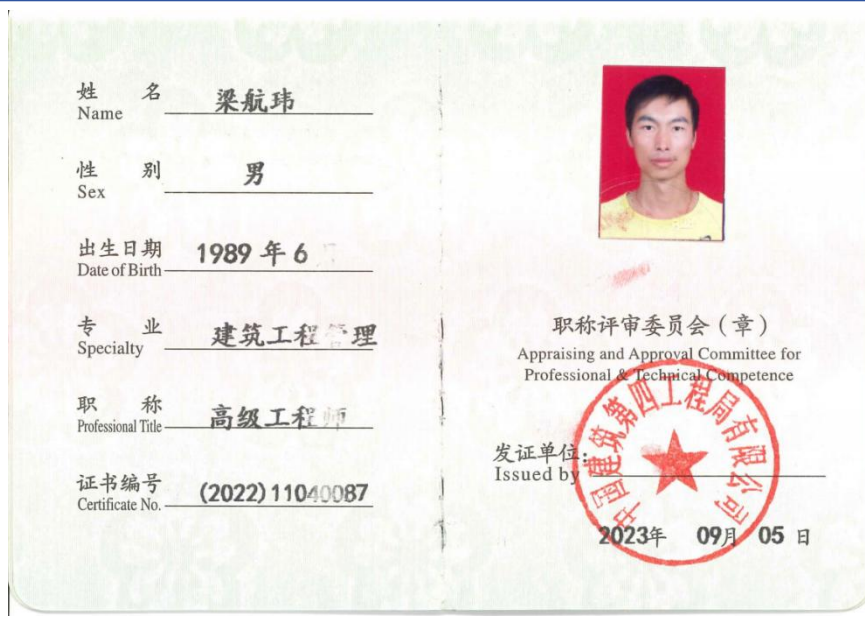 姓 名 梁航玮
Name
性 别 男
Sex
出生日期 1989 年 6
Date of Birth
专 业 建筑工程管理
Specialty
职 称 高级工程师
Professional Title
证书编号 (2022)11040087
Certificate No.
职称评审委员会（章）
Appraising and Approval Committee for
Professional & Technical Competence
中国建筑第四工程局有限公司
发证单位：
Issued by
2023年 09月 05 日